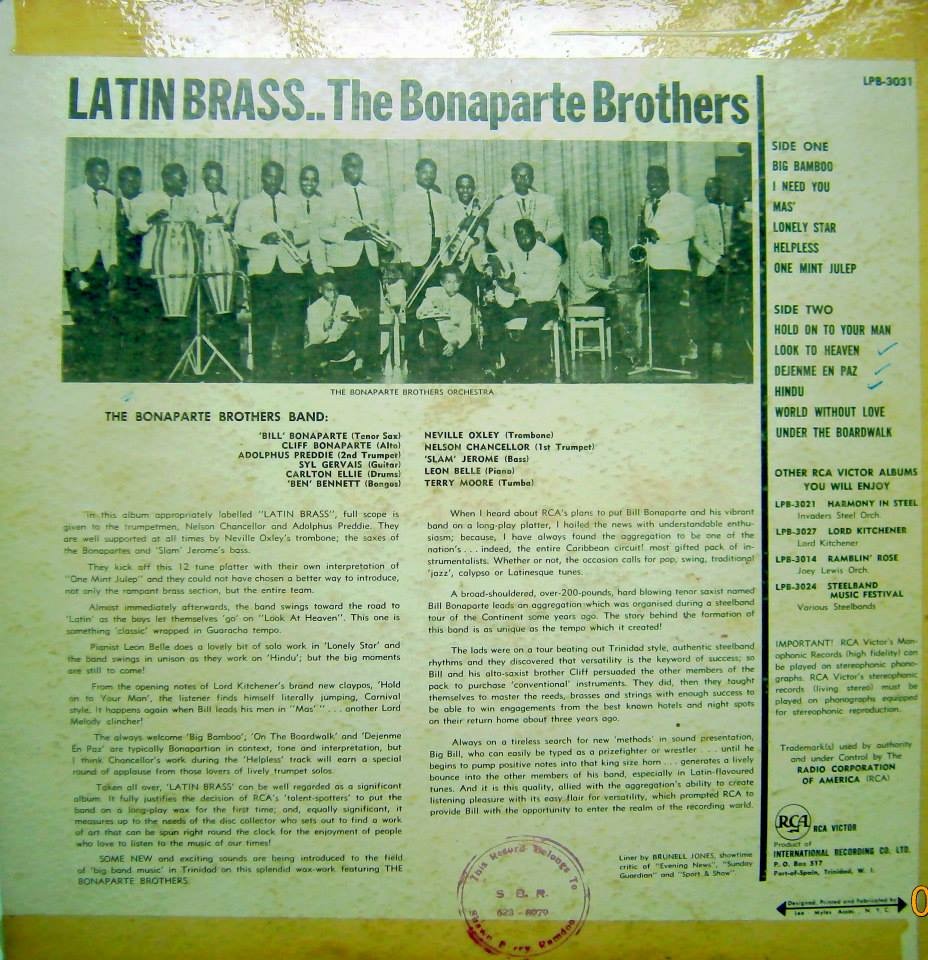 LATIN BRASS.. The Bonaparte Brothers
THE BONAPARTE BROTHERS ORCHESTRA
THE BONAPARTE BROTHERS BAND:
'BILL' BONAPARTE (Tenor Sax)
CLIFF BONAPARTE (Alto)
ADOLPHUS PREDDIE (2nd Trumpet)
SYL GERVAIS (Guitar)
CARLTON ELLIE (Drums)
'BEN' BENNETT (Bongos)
NEVILLE OXLEY (Trombone)
NELSON CHANCELLOR (1st Trumpet)
'SLAM' JEROME (Bass)
LEON BELLE (Piano)
TERRY MOORE (Tumba)
In this album appropriately labelled "LATIN BRASS", full scope is
given to the trumpetmen, Nelson Chancellor and Adolphus Preddie. They
are well supported at all times by Neville Oxley's trombone; the saxes of
the Bonapartes and 'Slam' Jerome's bass.
They kick off this 12 tune platter with their own interpretation of
"One Mint Julep" and they could not have chosen a better way to introduce,
not only the rampant brass section, but the entire team.
Almost immediately afterwards, the band swings toward the road to
'Latin' as the boys let themselves 'go' on "Look At Heaven". This one is
something 'classic' wrapped in Guaracho tempo.
Pianist Leon Belle does a lovely bit of solo work in 'Lonely Star' and
the band swings in unison as they work on 'Hindu'; but the big moments
are still to come!
From the opening notes of Lord Kitchener's brand new claypos, 'Hold
on to Your Man', the listener finds himself literally jumping, Carnival
style. It happens again when Bill leads his men in "Mas'" . . . another Lord
Melody clincher!
The always welcome 'Big Bamboo'; 'On The Boardwalk' and 'Dejenme
En Paz' are typically Bonapartian in context, tone and interpretation, but
I think Chancellor's work during the 'Helpless' track will earn a special
round of applause from those lovers of lively trumpet solos.
Taken all over, 'LATIN BRASS' can be well regarded as a significant
album. It fully justifies the decision of RCA's 'talent-spotters' to put the
band on a long-play wax for the first time; and, equally significant, it
measures up to the needs of the disc collector who sets out to find a work
of art that can be spun right round the clock for the enjoyment of people
who love to listen to the music of our times!
SOME NEW and exciting sounds are being introduced to the field
of 'big band music' in Trinidad on this splendid wax-work featuring THE
BONAPARTE BROTHERS.
When I heard about RCA's plans to put Bill Bonaparte and his vibrant
band on a long-play platter, I hailed the news with understandable enthu-
siasm; because, I have always found the aggregation to be one of the
nation's . . . indeed, the entire Caribbean circuit! most gifted pack of in-
strumentalists. Whether or not, the occasion calls for pop, swing, traditional
'jazz', calypso or Latinesque tunes.
A broad-shouldered, over-200-pounds, hard blowing tenor saxist named
Bill Bonaparte leads an aggregation which was organised during a steelband
tour of the Continent some years ago. The story behind the formation of
this band is as unique as the tempo which it created!
The lads were on a tour beating out Trinidad style, authentic steelband
rhythms and they discovered that versatility is the keyword of success; so
Bill and his alto-saxist brother Cliff persuaded the other members of the
pack to purchase 'conventional' instruments. They did, then they taught
themselves to master the reeds, brasses and strings with enough success to
be able to win engagements from the best known hotels and night spots
on their return home about three years ago.
Always on a tireless search for new 'methods' in sound presentation,
Big Bill, who can easily be typed as a prizefighter or wrestler . . . until he
begins to pump positive notes into that king size horn . . . generates a lively
bounce into the other members of his band, especially in Latin-flavoured
tunes. And it is this quality, allied with the aggregation's ability to create
listening pleasure with its easy flair for versatility, which prompted RCA to
provide Bill with the opportunity to enter the realm of the recording world.
Liner by BRUNELL JONES, showtime
critic of "Evening News", "Sunday
Guardian" and "Sport & Show".
This Record Belongs To
S. B. R.
623 - 8979
Ramdoo
LPB-3031
SIDE ONE
BIG BAMBOO
I NEED YOU
MAS'
LONELY STAR
HELPLESS
ONE MINT JULEP
SIDE TWO
HOLD ON TO YOUR MAN
LOOK TO HEAVEN
DEJENME EN PAZ
HINDU
WORLD WITHOUT LOVE
UNDER THE BOARDWALK
OTHER RCA VICTOR ALBUMS
YOU WILL ENJOY
LPB-3021 HARMONY IN STEEL
Invaders Steel Orch.
LPB-3027 LORD KITCHENER
Lord Kitchener
LPB-3014 RAMBLIN' ROSE
Joey Lewis Orch.
LPB-3024 STEELBAND
MUSIC FESTIVAL
Various Steelbands
IMPORTANT! RCA Victor's Mon-
ophonic Records (high fidelity) can
be played on stereophonic phono-
graphs. RCA Victor's stereophonic
records (living stereo) must be
played on phonographs equipped
for stereophonic reproduction.
Trademark(s) used by authority
and under Control by The
RADIO CORPORATION
OF AMERICA (RCA)
RCA RCA VICTOR
Product of
INTERNATIONAL RECORDING CO. LTD.
P. O. Box 517
Port-of-Spain, Trinidad, W. I.
Designed, Printed and Fabricated by
Lee - Myles Assoc., N. Y. C.
0